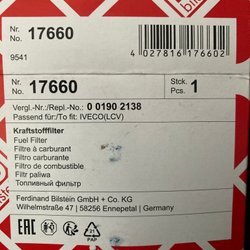 Nr.
No. 17660
9541
4 027816 176602
Nr.
No. 17660
Stck.
Pcs. 1
Vergl.-Nr./Repl.-No.: 0 0190 2138
Passend für/To fit: IVECO(LCV)
Kraftstofffilter
Fuel Filter
Filtre à carburant
Filtro carburante
Filtro de combustible
Filtr paliwa
Топливный фильтр
Ferdinand Bilstein GmbH + Co. KG
Wilhelmstraße 47 | 58256 Ennepetal | Germany
EAC
PAP